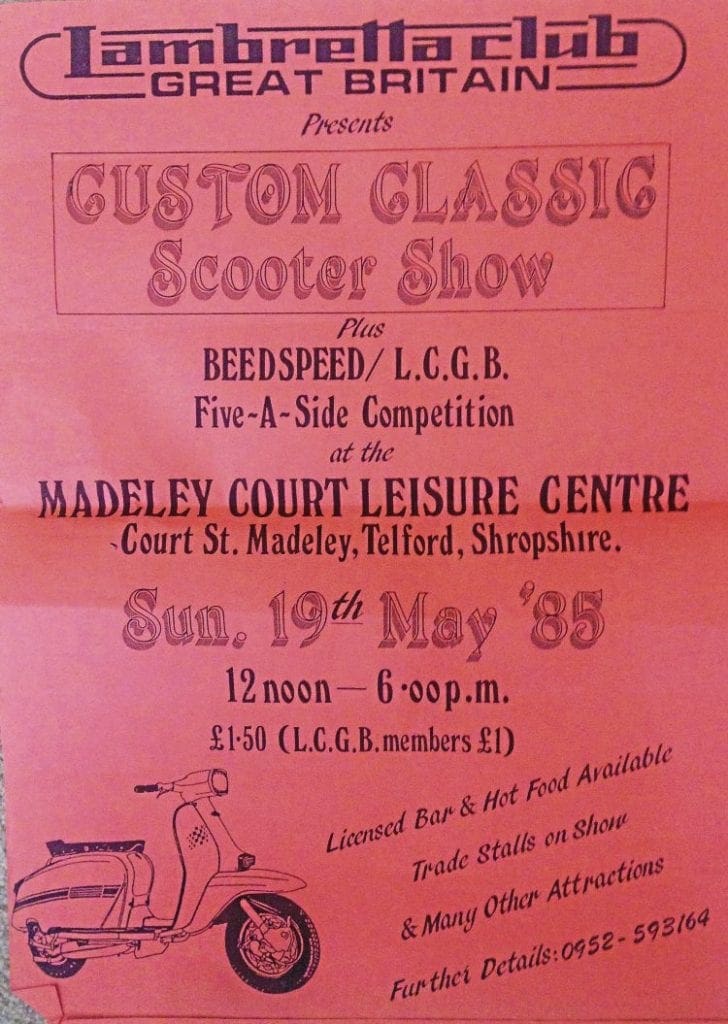 Lambretta club
GREAT BRITAIN
Presents
CUSTOM CLASSIC
Scooter Show
Plus
BEEDSPEED/ L.C.G.B.
Five-A-Side Competition
at the
MADELEY COURT LEISURE CENTRE
Court St. Madeley, Telford, Shropshire.
Sun. 19th May '85
12 noon — 6·00p.m.
£1·50 (L.C.G.B. members £1)
Licensed Bar & Hot Food Available
Trade Stalls on Show
& Many Other Attractions
Further Details: 0952-593164